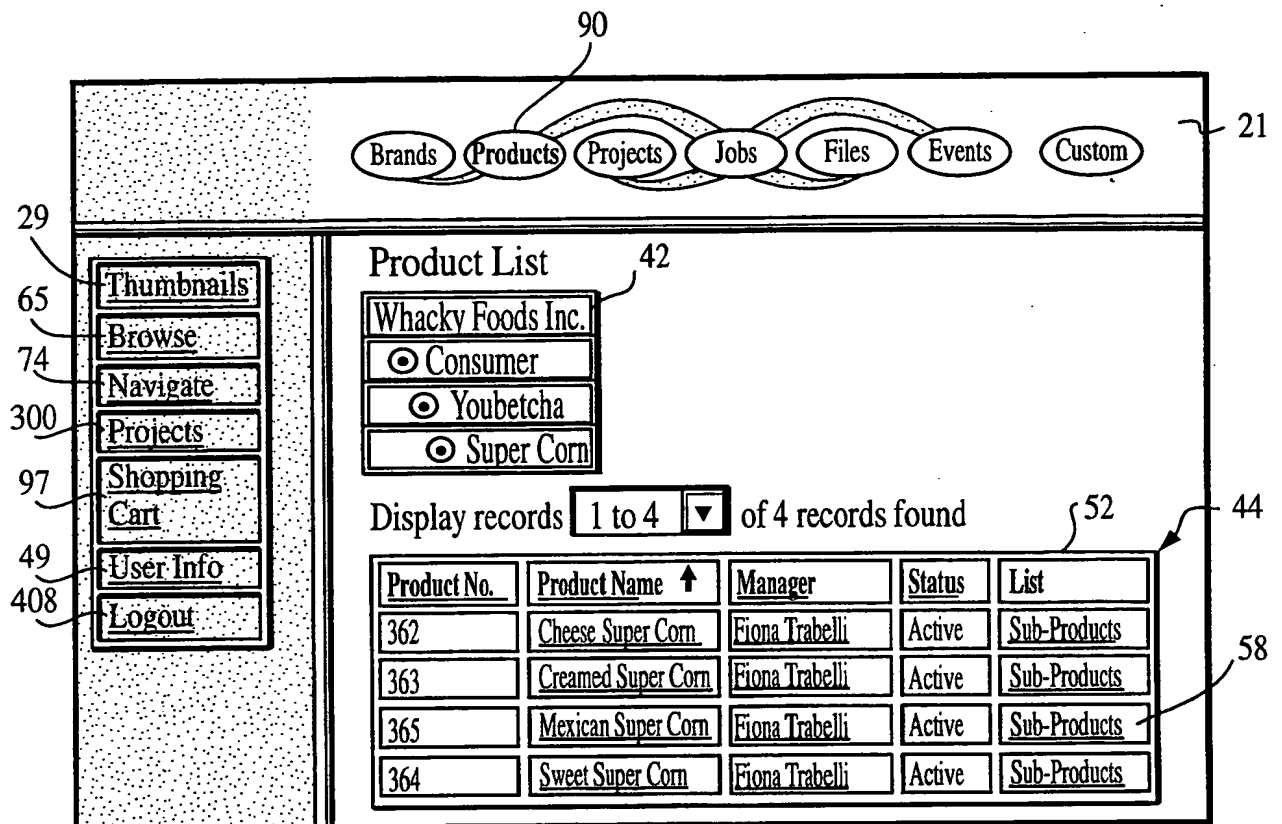 90
Brands Products Projects Jobs Files Events Custom
21
29
65
74
300
97
49
408
Thumbnails
Browse
Navigate
Projects
Shopping
Cart
User Info
Logout
Product List
42
Whacky Foods Inc.
Consumer
Youbetcha
Super Corn
Display records 1 to 4 of 4 records found
52
44
Product No. Product Name Manager Status List
362 Cheese Super Corn Fiona Trabelli Active Sub-Products
363 Creamed Super Corn Fiona Trabelli Active Sub-Products
365 Mexican Super Corn Fiona Trabelli Active Sub-Products
364 Sweet Super Corn Fiona Trabelli Active Sub-Products
58